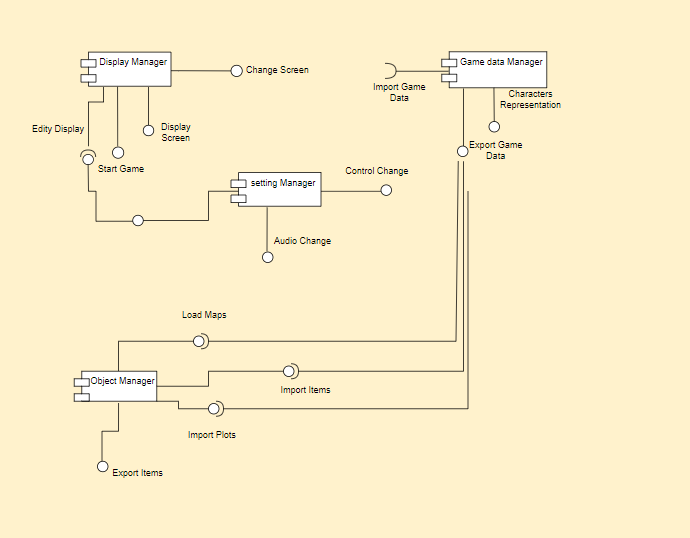 Display Manager
Change Screen
Game data Manager
Import Game
Data
Characters
Representation
Edity Display
Display
Screen
Start Game
Export Game
Data
Control Change
setting Manager
Audio Change
Load Maps
Object Manager
Import Items
Import Plots
Export Items